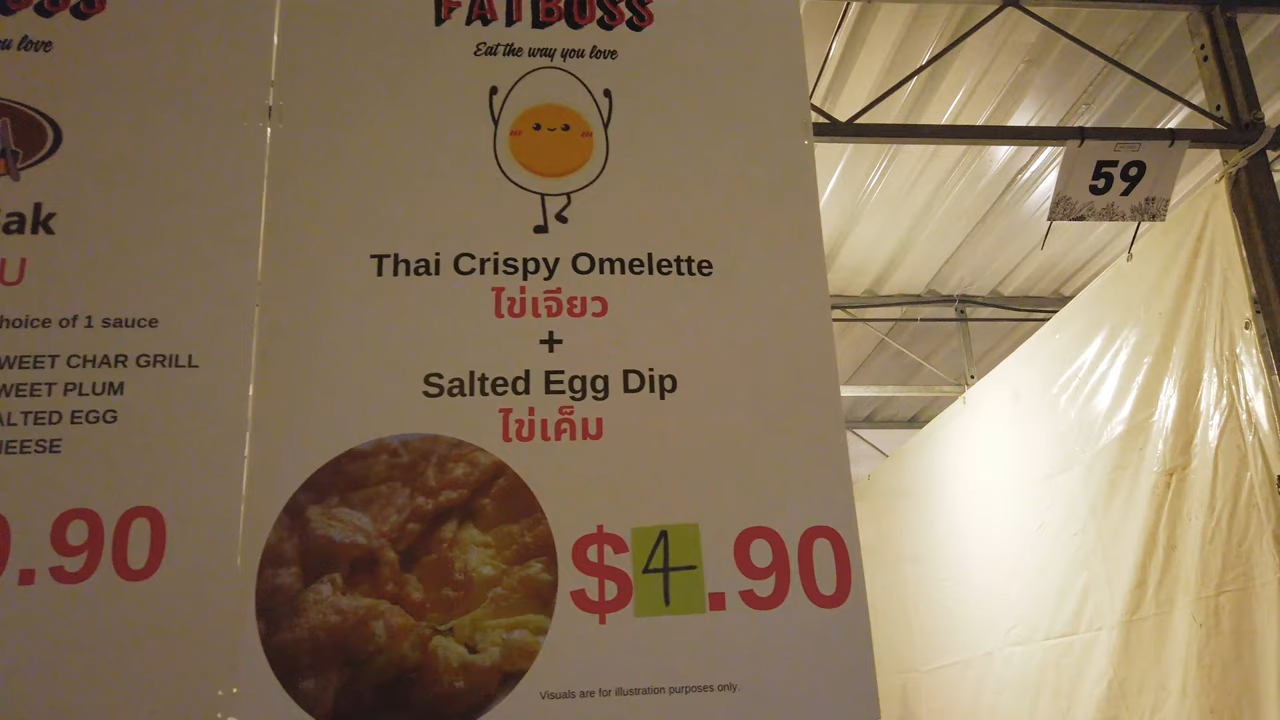 FATBOSS
Eat the way you love
Thai Crispy Omelette
ไข่เจียว
+
Salted Egg Dip
ไข่เค็ม
$4.90
Visuals are for illustration purposes only.
love
hoice of 1 sauce
WEET CHAR GRILL
WEET PLUM
ALTED EGG
.90
59